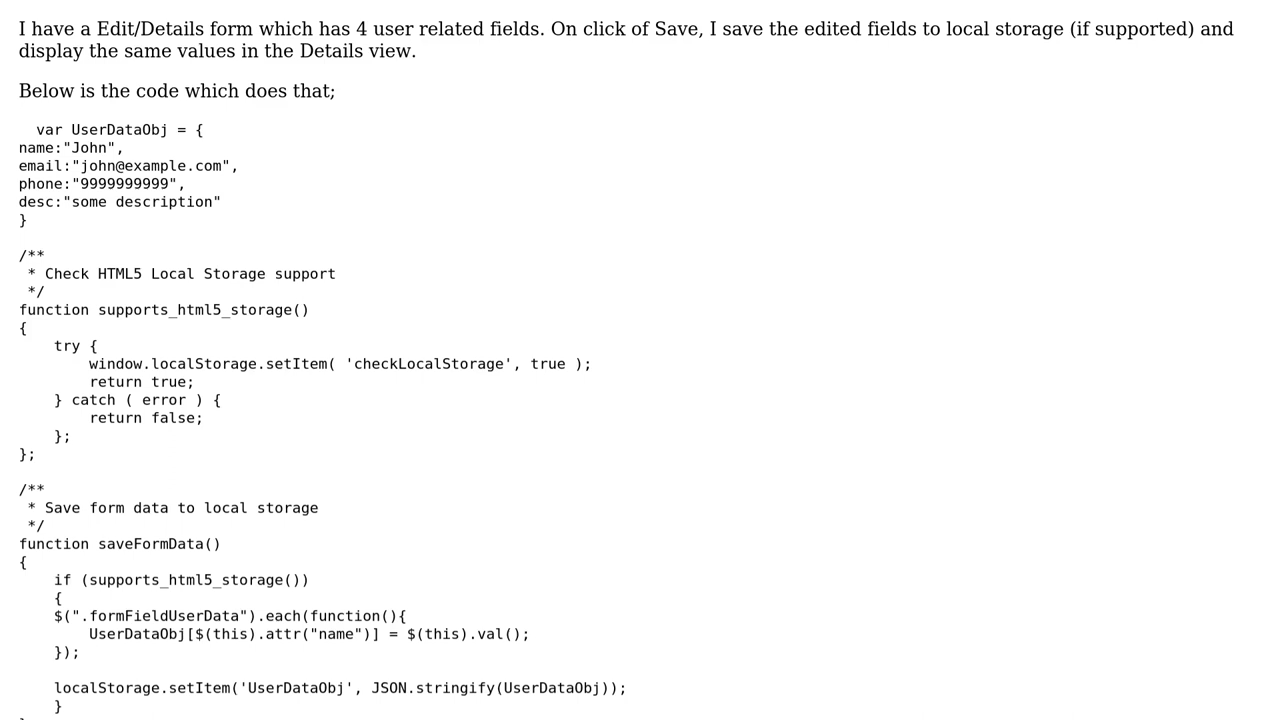 I have a Edit/Details form which has 4 user related fields. On click of Save, I save the edited fields to local storage (if supported) and
display the same values in the Details view.
Below is the code which does that;
  var UserDataObj = {
name:"John",
email:"john@example.com",
phone:"9999999999",
desc:"some description"
}
/**
 * Check HTML5 Local Storage support
 */
function supports_html5_storage()
{
    try {
        window.localStorage.setItem( 'checkLocalStorage', true );
        return true;
    } catch ( error ) {
        return false;
    };
};
/**
 * Save form data to local storage
 */
function saveFormData()
{
    if (supports_html5_storage())
    {
    $(".formFieldUserData").each(function(){
        UserDataObj[$(this).attr("name")] = $(this).val();
    });
    localStorage.setItem('UserDataObj', JSON.stringify(UserDataObj));
    }